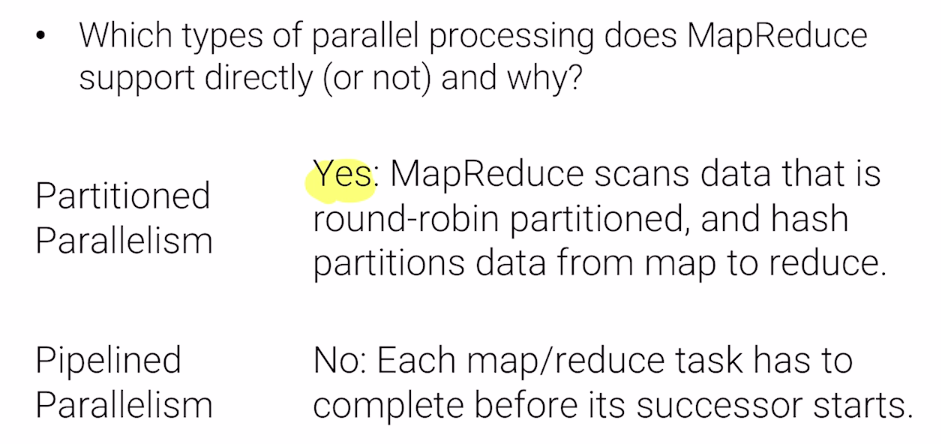 • Which types of parallel processing does MapReduce
support directly (or not) and why?
Partitioned
Parallelism
Yes: MapReduce scans data that is
round-robin partitioned, and hash
partitions data from map to reduce.
Pipelined
Parallelism
No: Each map/reduce task has to
complete before its successor starts.